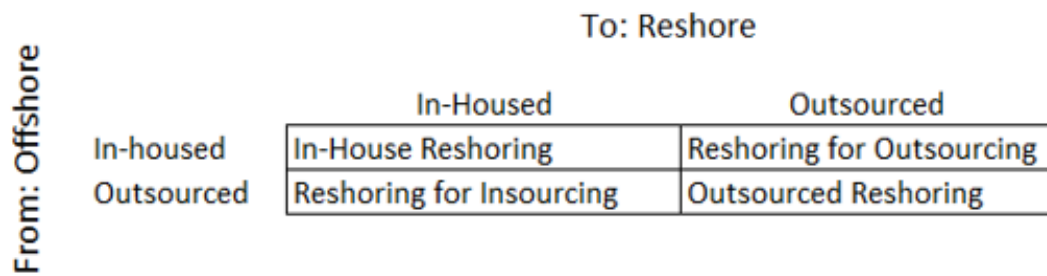 To: Reshore
From: Offshore
In-Housed Outsourced
In-housed In-House Reshoring Reshoring for Outsourcing
Outsourced Reshoring for Insourcing Outsourced Reshoring